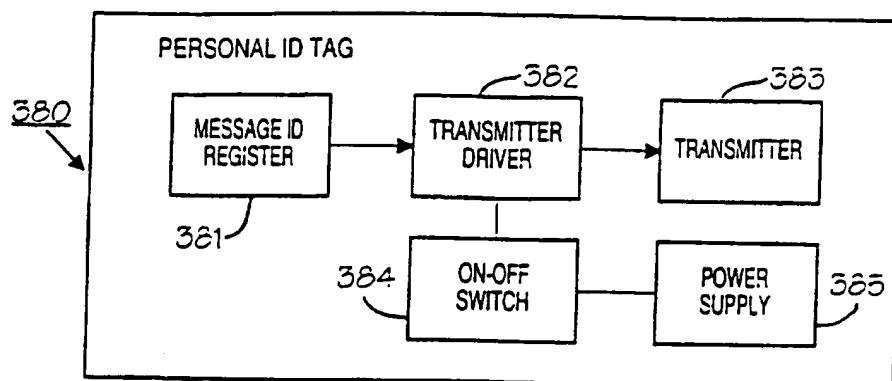 PERSONAL ID TAG
380
382
383
MESSAGE ID
REGISTER
TRANSMITTER
DRIVER
TRANSMITTER
381
384
ON-OFF
SWITCH
POWER
SUPPLY
385